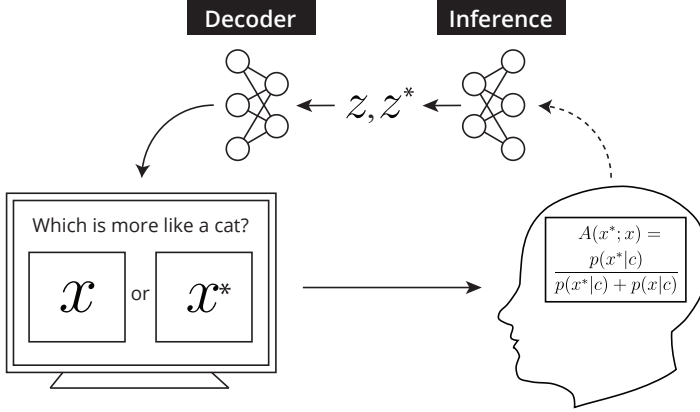 Decoder
Inference
z, z*
Which is more like a cat?
x
or
x*
A(x*; x) =
p(x*|c)
p(x*|c) + p(x|c)